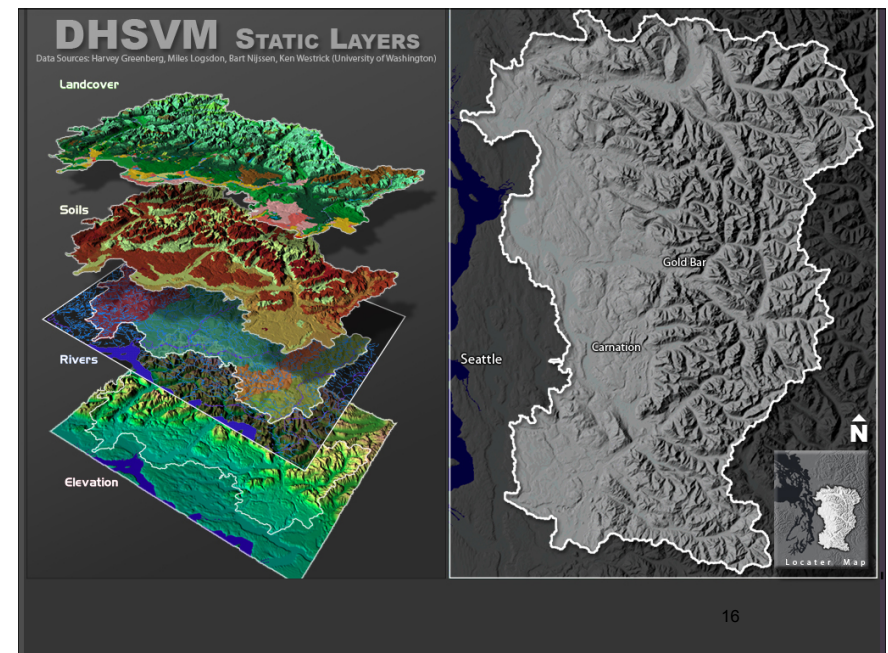 DHSVM STATIC LAYERS
Data Sources: Harvey Greenberg, Miles Logsdon, Bart Nijssen, Ken Westrick (University of Washington)
Landcover
Soils
Rivers
Elevation
Gold Bar
Carnation
Seattle
N
Locater Map
16